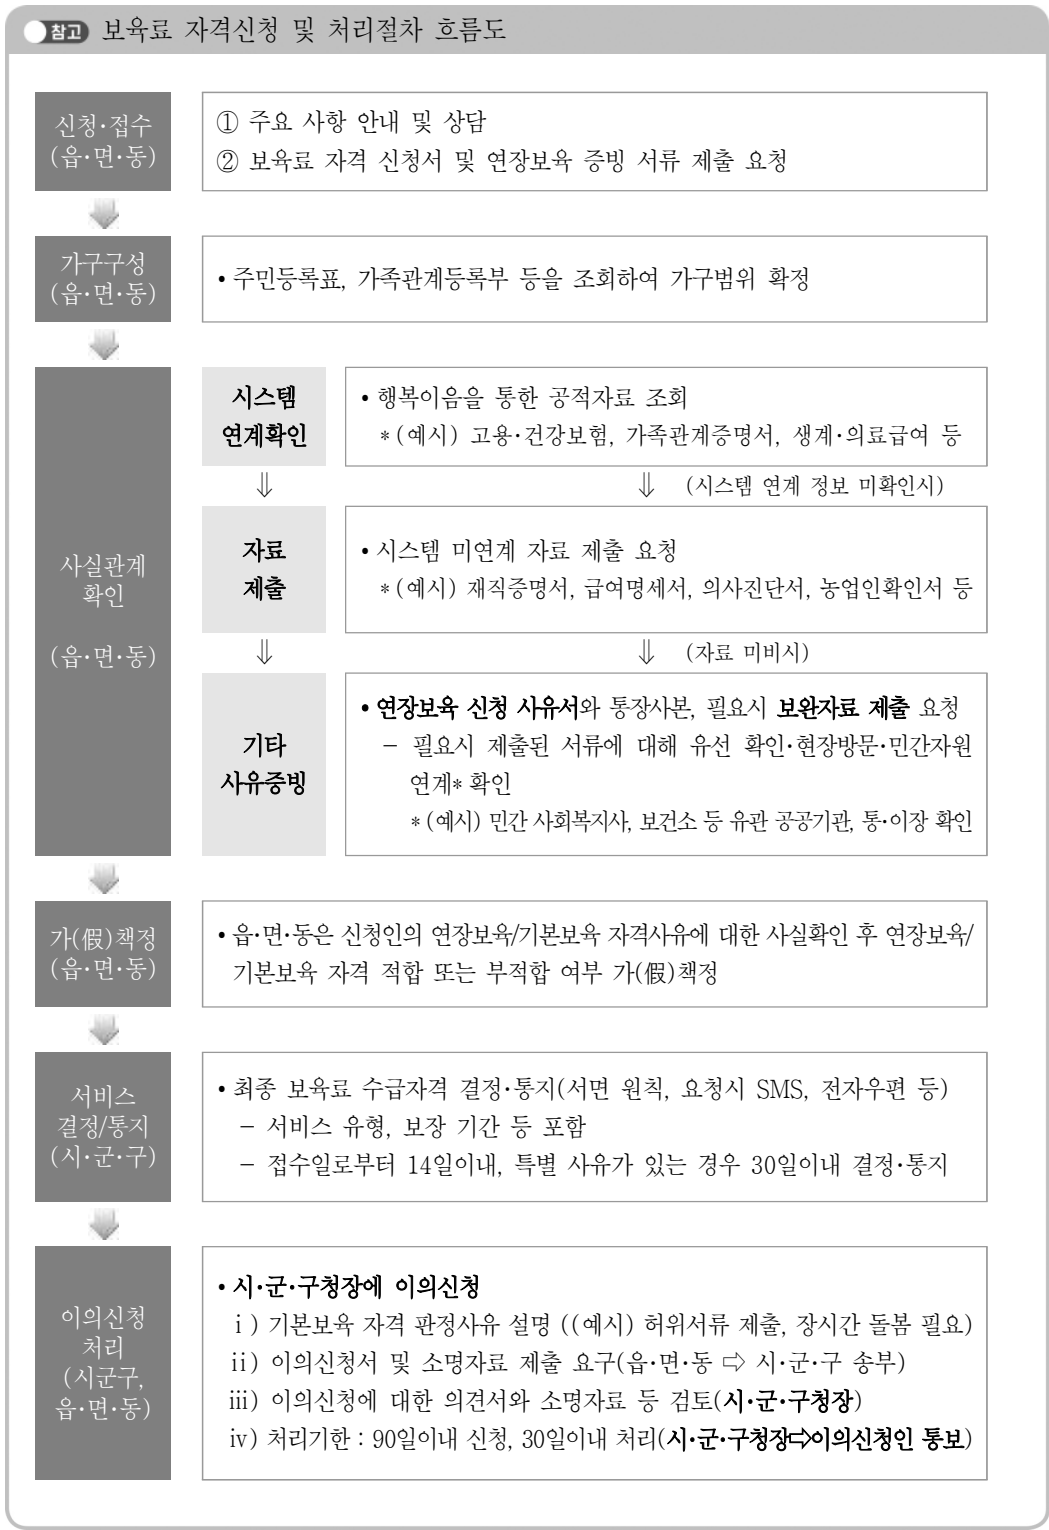 참고 보육료 자격신청 및 처리절차 흐름도
신청·접수
(읍·면·동)
① 주요 사항 안내 및 상담
② 보육료 자격 신청서 및 연장보육 증빙 서류 제출 요청
가구구성
(읍·면·동)
• 주민등록표, 가족관계등록부 등을 조회하여 가구범위 확정
사실관계
확인
(읍·면·동)
시스템
연계확인
• 행복이음을 통한 공적자료 조회
* (예시) 고용·건강보험, 가족관계증명서, 생계·의료급여 등
⇓ ⇓ (시스템 연계 정보 미확인시)
자료
제출
• 시스템 미연계 자료 제출 요청
* (예시) 재직증명서, 급여명세서, 의사진단서, 농업인확인서 등
⇓ ⇓ (자료 미비시)
기타
사유증빙
• 연장보육 신청 사유서와 통장사본, 필요시 보완자료 제출 요청
- 필요시 제출된 서류에 대해 유선 확인·현장방문·민간자원
연계* 확인
* (예시) 민간 사회복지사, 보건소 등 유관 공공기관, 통·이장 확인
가(假)책정
(읍·면·동)
• 읍·면·동은 신청인의 연장보육/기본보육 자격사유에 대한 사실확인 후 연장보육/
기본보육 자격 적합 또는 부적합 여부 가(假)책정
서비스
결정/통지
(시·군·구)
• 최종 보육료 수급자격 결정·통지(서면 원칙, 요청시 SMS, 전자우편 등)
- 서비스 유형, 보장 기간 등 포함
- 접수일로부터 14일이내, 특별 사유가 있는 경우 30일이내 결정·통지
이의신청
처리
(시군구,
읍·면·동)
• 시·군·구청장에 이의신청
ⅰ) 기본보육 자격 판정사유 설명 ((예시) 허위서류 제출, 장시간 돌봄 필요)
ⅱ) 이의신청서 및 소명자료 제출 요구(읍·면·동 ⇨ 시·군·구 송부)
ⅲ) 이의신청에 대한 의견서와 소명자료 등 검토(시·군·구청장)
ⅳ) 처리기한 : 90일이내 신청, 30일이내 처리(시·군·구청장⇨이의신청인 통보)